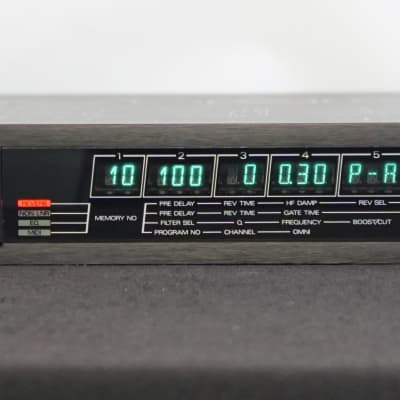 1 2 3 4 5
10 100 0 0.30 P-A
REVERB PRE DELAY REV TIME HF DAMP REV SEL
NON LNR MEMORY NO PRE DELAY REV TIME GATE TIME
EQ FILTER SEL Q FREQUENCY BOOST/CUT
MIDI PROGRAM NO CHANNEL OMNI